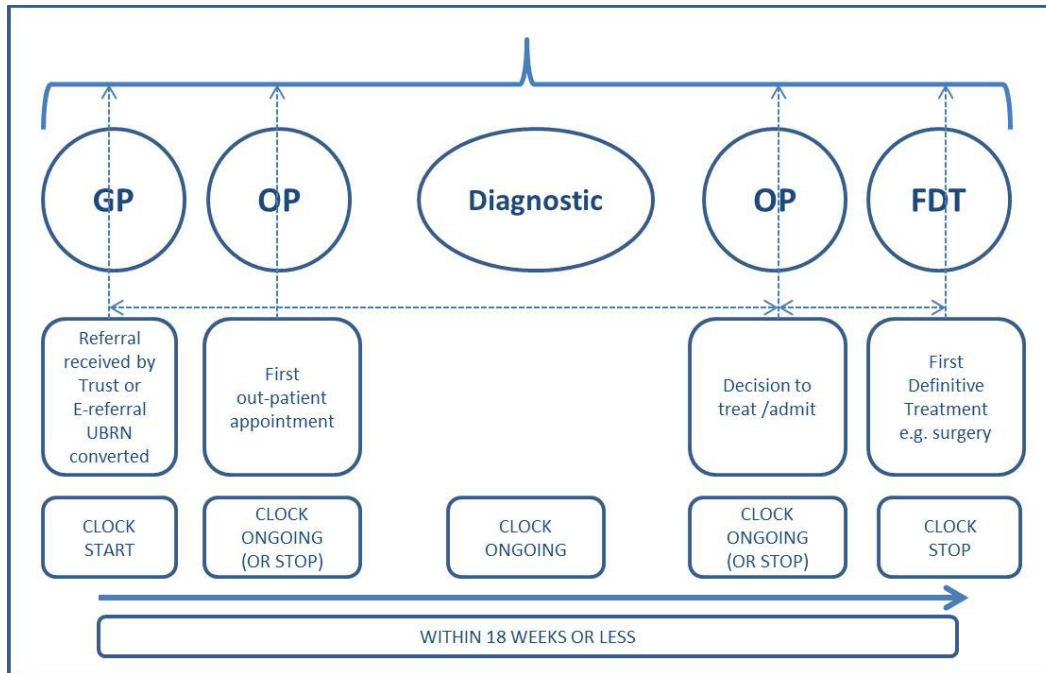 GP
OP
Diagnostic
OP
FDT
Referral
received by
Trust or
E-referral
UBRN
converted
First
out-patient
appointment
Decision to
treat /admit
First
Definitive
Treatment
e.g. surgery
CLOCK
START
CLOCK
ONGOING
(OR STOP)
CLOCK
ONGOING
CLOCK
ONGOING
(OR STOP)
CLOCK
STOP
WITHIN 18 WEEKS OR LESS